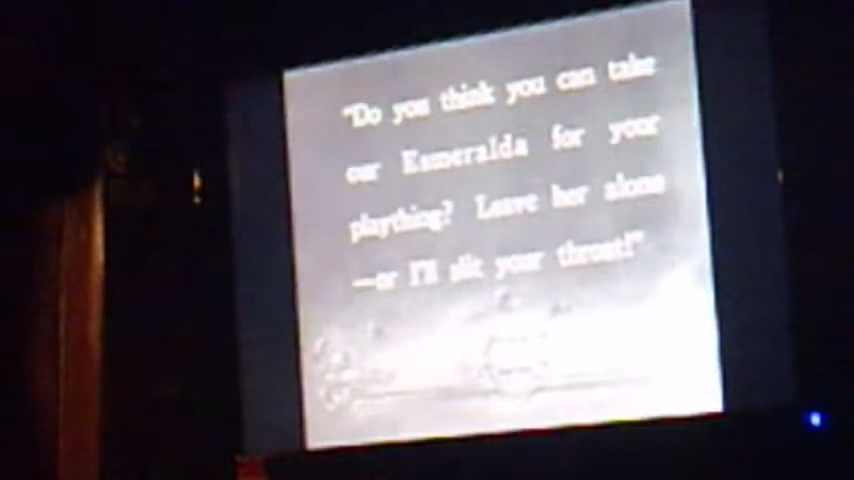 "Do you think you can take
our Esmeralda for your
plaything? Leave her alone
—or I'll slit your throat!"